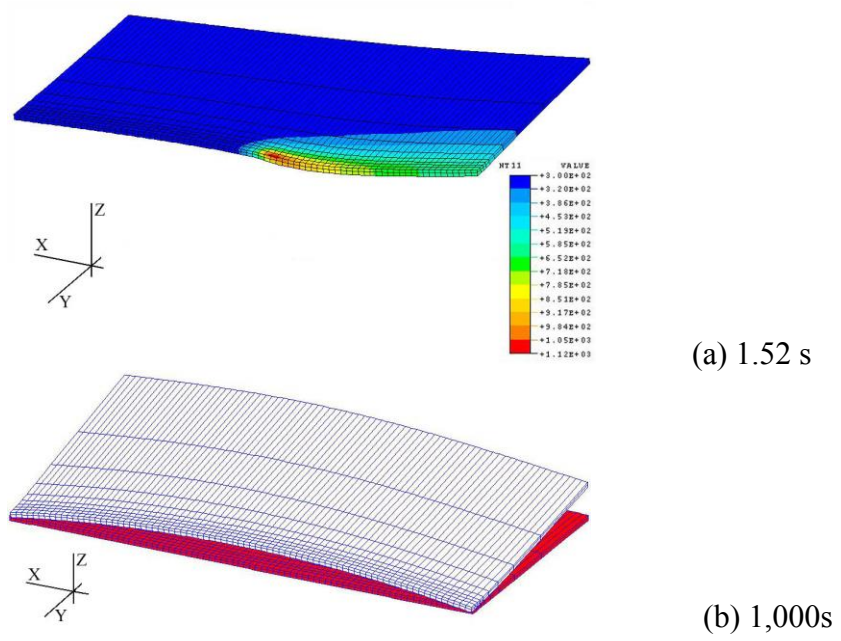 NT11 VALUE
+3.00E+02
+3.20E+02
+3.86E+02
+4.53E+02
+5.19E+02
+5.85E+02
+6.52E+02
+7.18E+02
+7.85E+02
+8.51E+02
+9.17E+02
+9.84E+02
+1.05E+03
+1.12E+03
Z
X
Y
(a) 1.52 s
Z
X
Y
(b) 1,000s